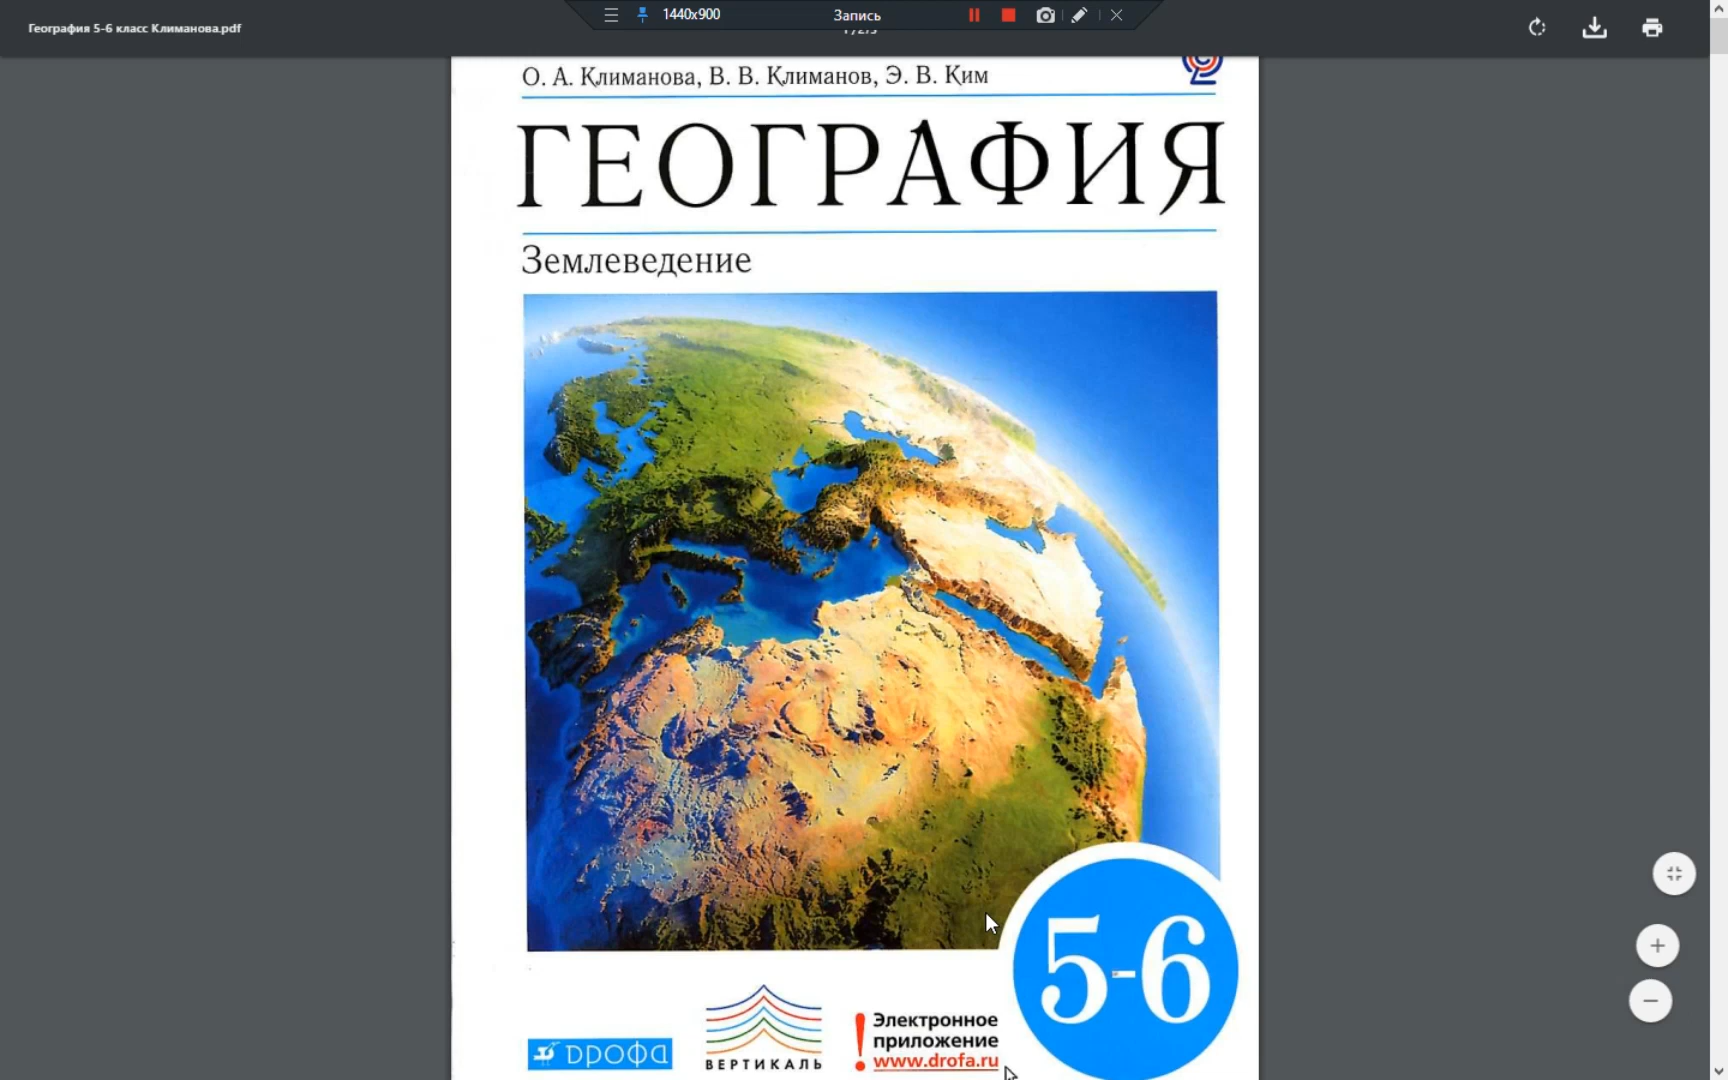 1440x900
Запись
География 5-6 класс Климанова.pdf
О. А. Климанова, В. В. Климанов, Э. В. Ким
ГЕОГРАФИЯ
Землеведение
5-6
дрофа
ВЕРТИКАЛЬ
! Электронное
приложение
www.drofa.ru